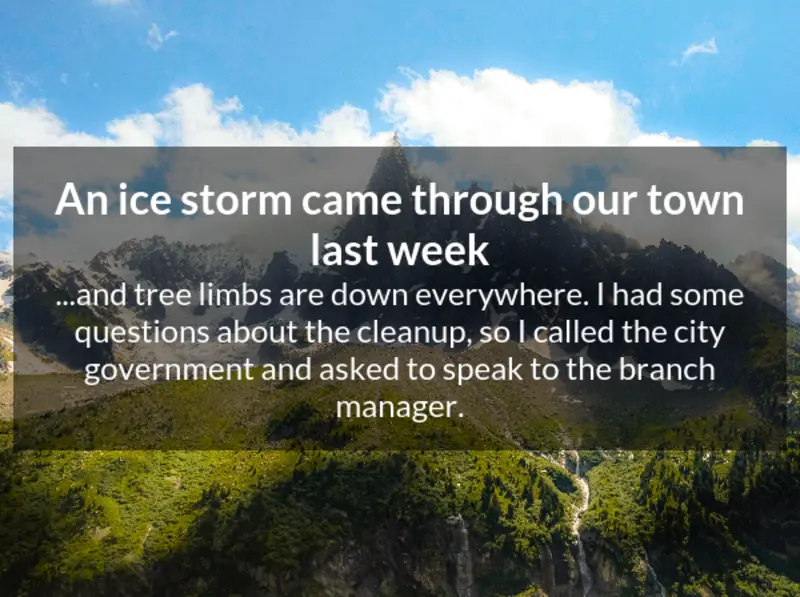 An ice storm came through our town
last week
...and tree limbs are down everywhere. I had some
questions about the cleanup, so I called the city
government and asked to speak to the branch
manager.